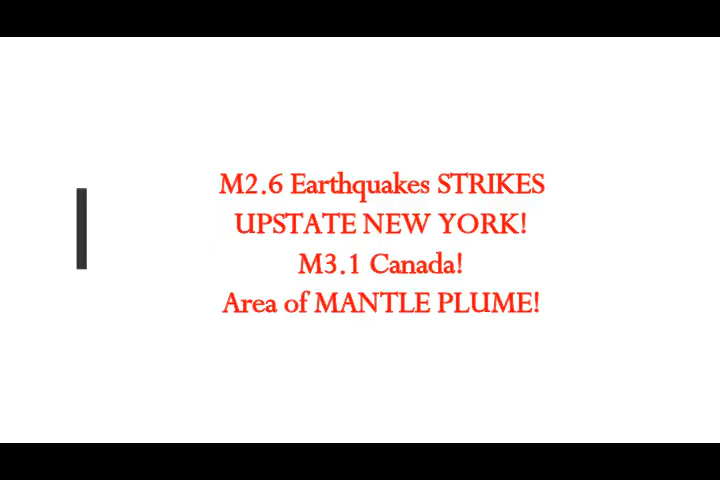 M2.6 Earthquakes STRIKES
UPSTATE NEW YORK!
M3.1 Canada!
Area of MANTLE PLUME!